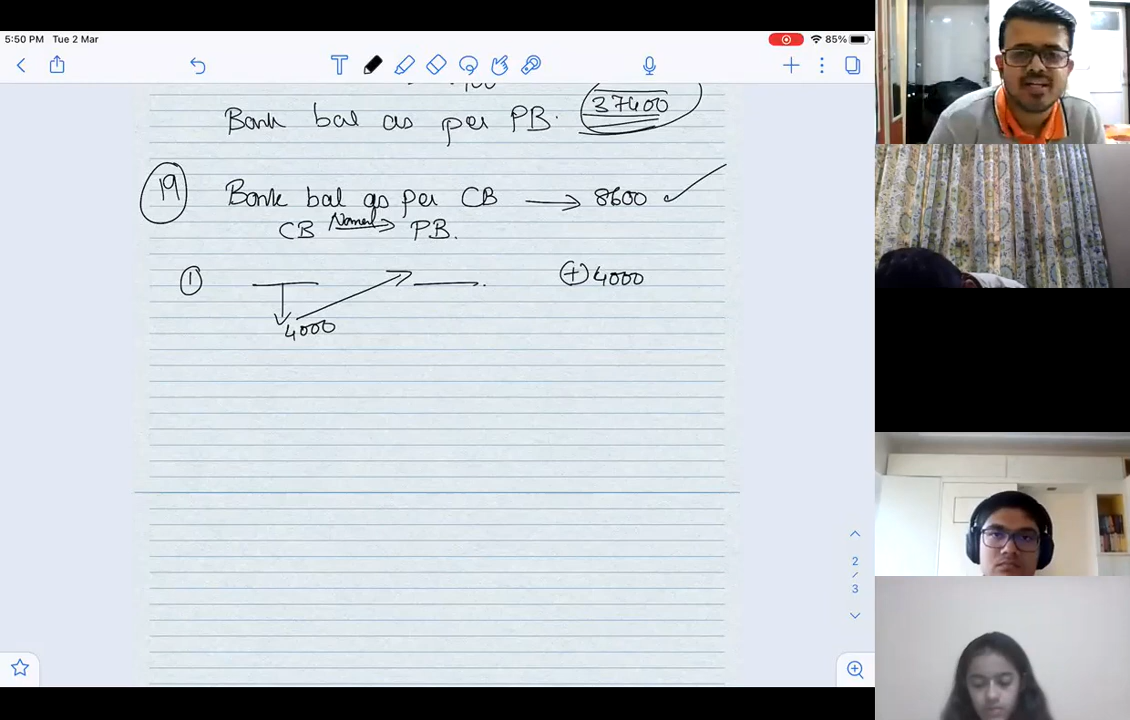 5:50 PM Tue 2 Mar
85%
Bank bal as per PB. 37400
19 Bank bal as per CB → 8600 ✓
CB → PB.
1 (+) 4000
4000
2
/
3